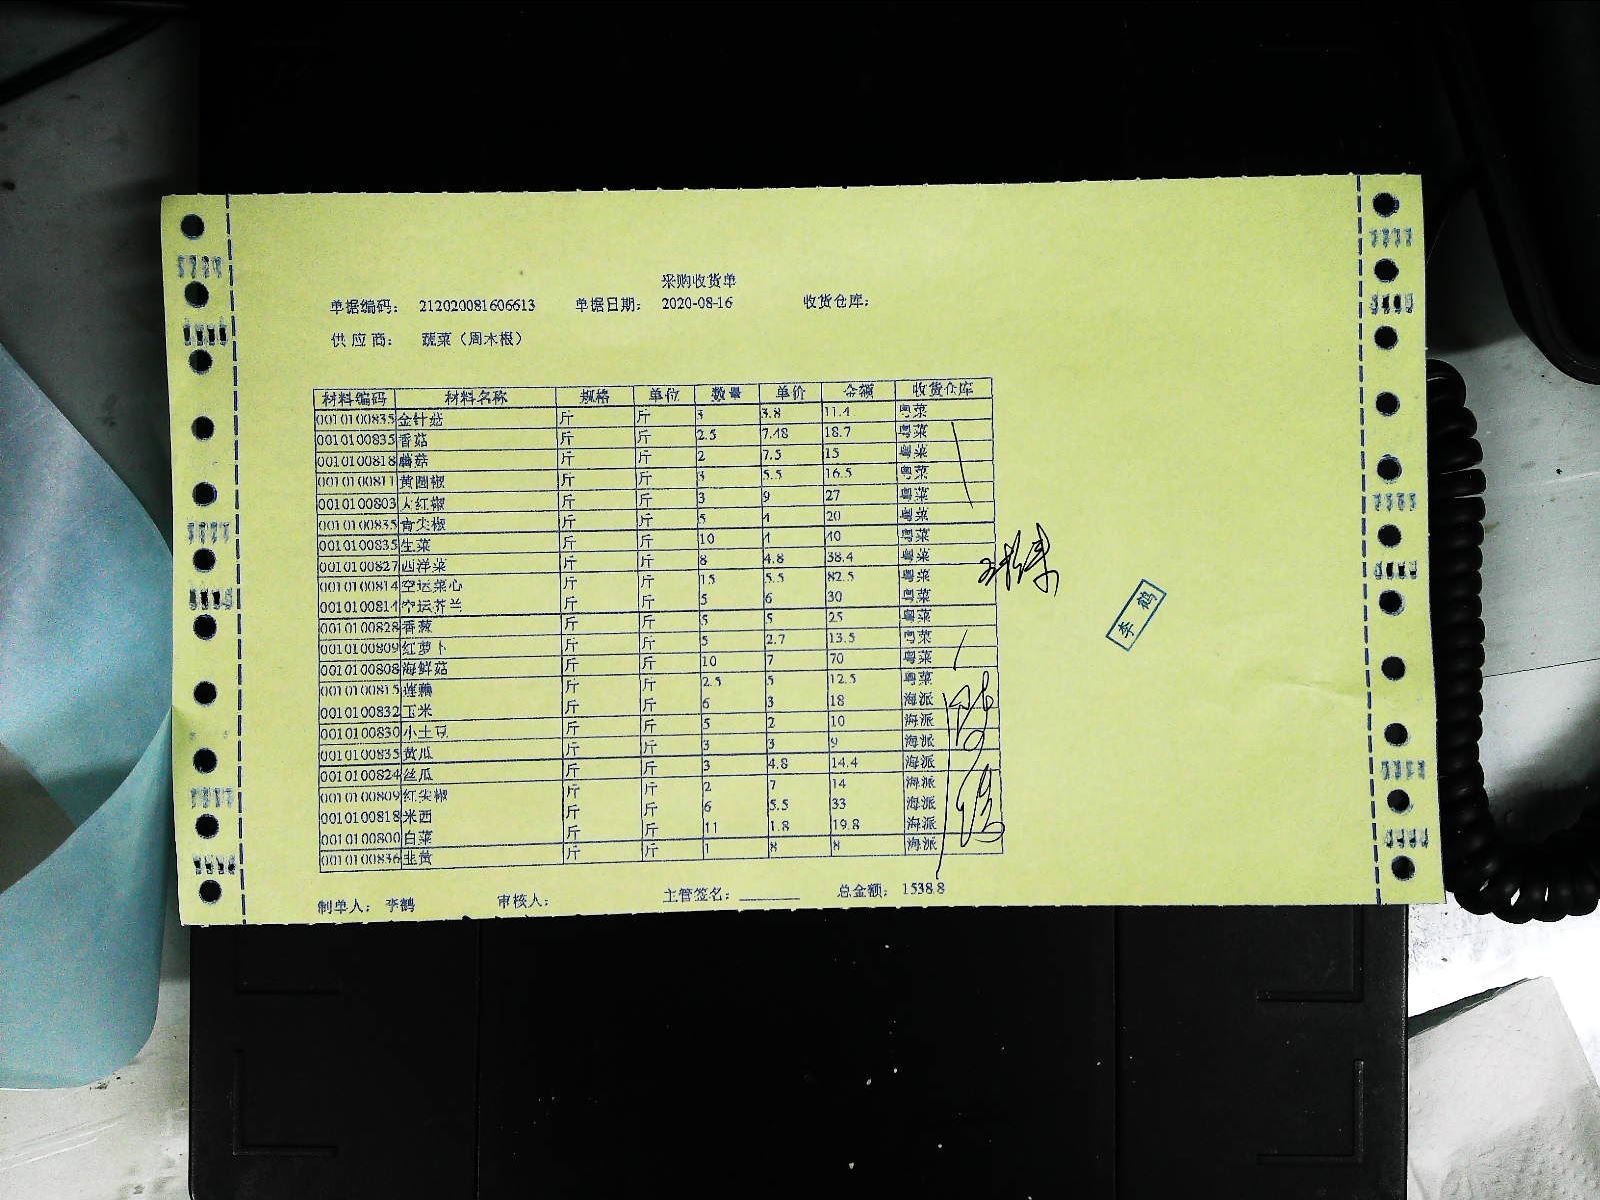 采购收货单
单据编码： 212020081606613 单据日期： 2020-08-16 收货仓库：
供 应 商： 蔬菜（周木根）
材料编码 材料名称 规格 单位 数量 单价 金额 收货仓库
0010100835 金针菇 斤 斤 3 3.8 11.4 粤菜
0010100835 香菇 斤 斤 2.5 7.48 18.7 粤菜
0010100818 蘑菇 斤 斤 2 7.5 15 粤菜
0010100811 黄圆椒 斤 斤 3 5.5 16.5 粤菜
0010100803 大红椒 斤 斤 3 9 27 粤菜
0010100835 青尖椒 斤 斤 5 4 20 粤菜
0010100835 生菜 斤 斤 10 4 40 粤菜
0010100827 西洋菜 斤 斤 8 4.8 38.4 粤菜
0010100814 空运菜心 斤 斤 15 5.5 82.5 粤菜
0010100814 空运芥兰 斤 斤 5 6 30 粤菜
0010100828 香葱 斤 斤 5 5 25 粤菜
0010100809 红萝卜 斤 斤 5 2.7 13.5 粤菜
0010100808 海鲜菇 斤 斤 10 7 70 粤菜
0010100815 莲藕 斤 斤 2.5 5 12.5 粤菜
0010100832 玉米 斤 斤 6 3 18 海派
0010100830 小土豆 斤 斤 5 2 10 海派
0010100835 黄瓜 斤 斤 3 3 9 海派
0010100824 丝瓜 斤 斤 3 4.8 14.4 海派
0010100809 红尖椒 斤 斤 2 7 14 海派
0010100818 米西 斤 斤 6 5.5 33 海派
0010100800 白菜 斤 斤 11 1.8 19.8 海派
0010100836 韭黄 斤 斤 1 8 8 海派
李鹤
制单人： 李鹤 审核人： 主管签名：______ 总金额： 1538.8